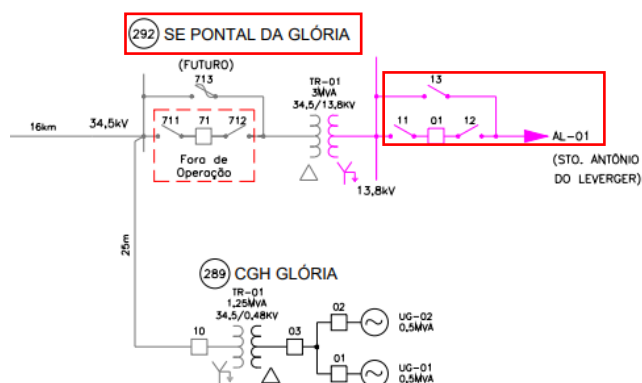 292 SE PONTAL DA GLÓRIA
(FUTURO)
713
TR-01
3MVA
34,5/13,8KV
13
16km
34,5kV
711
71
712
11
01
12
AL-01
Fora de
Operação
(STO. ANTÔNIO
DO LEVERGER)
13,8kV
25m
289 CGH GLÓRIA
TR-01
1,25MVA
34,5/0,48KV
10
03
02
UG-02
0,5MVA
01
UG-01
0,5MVA